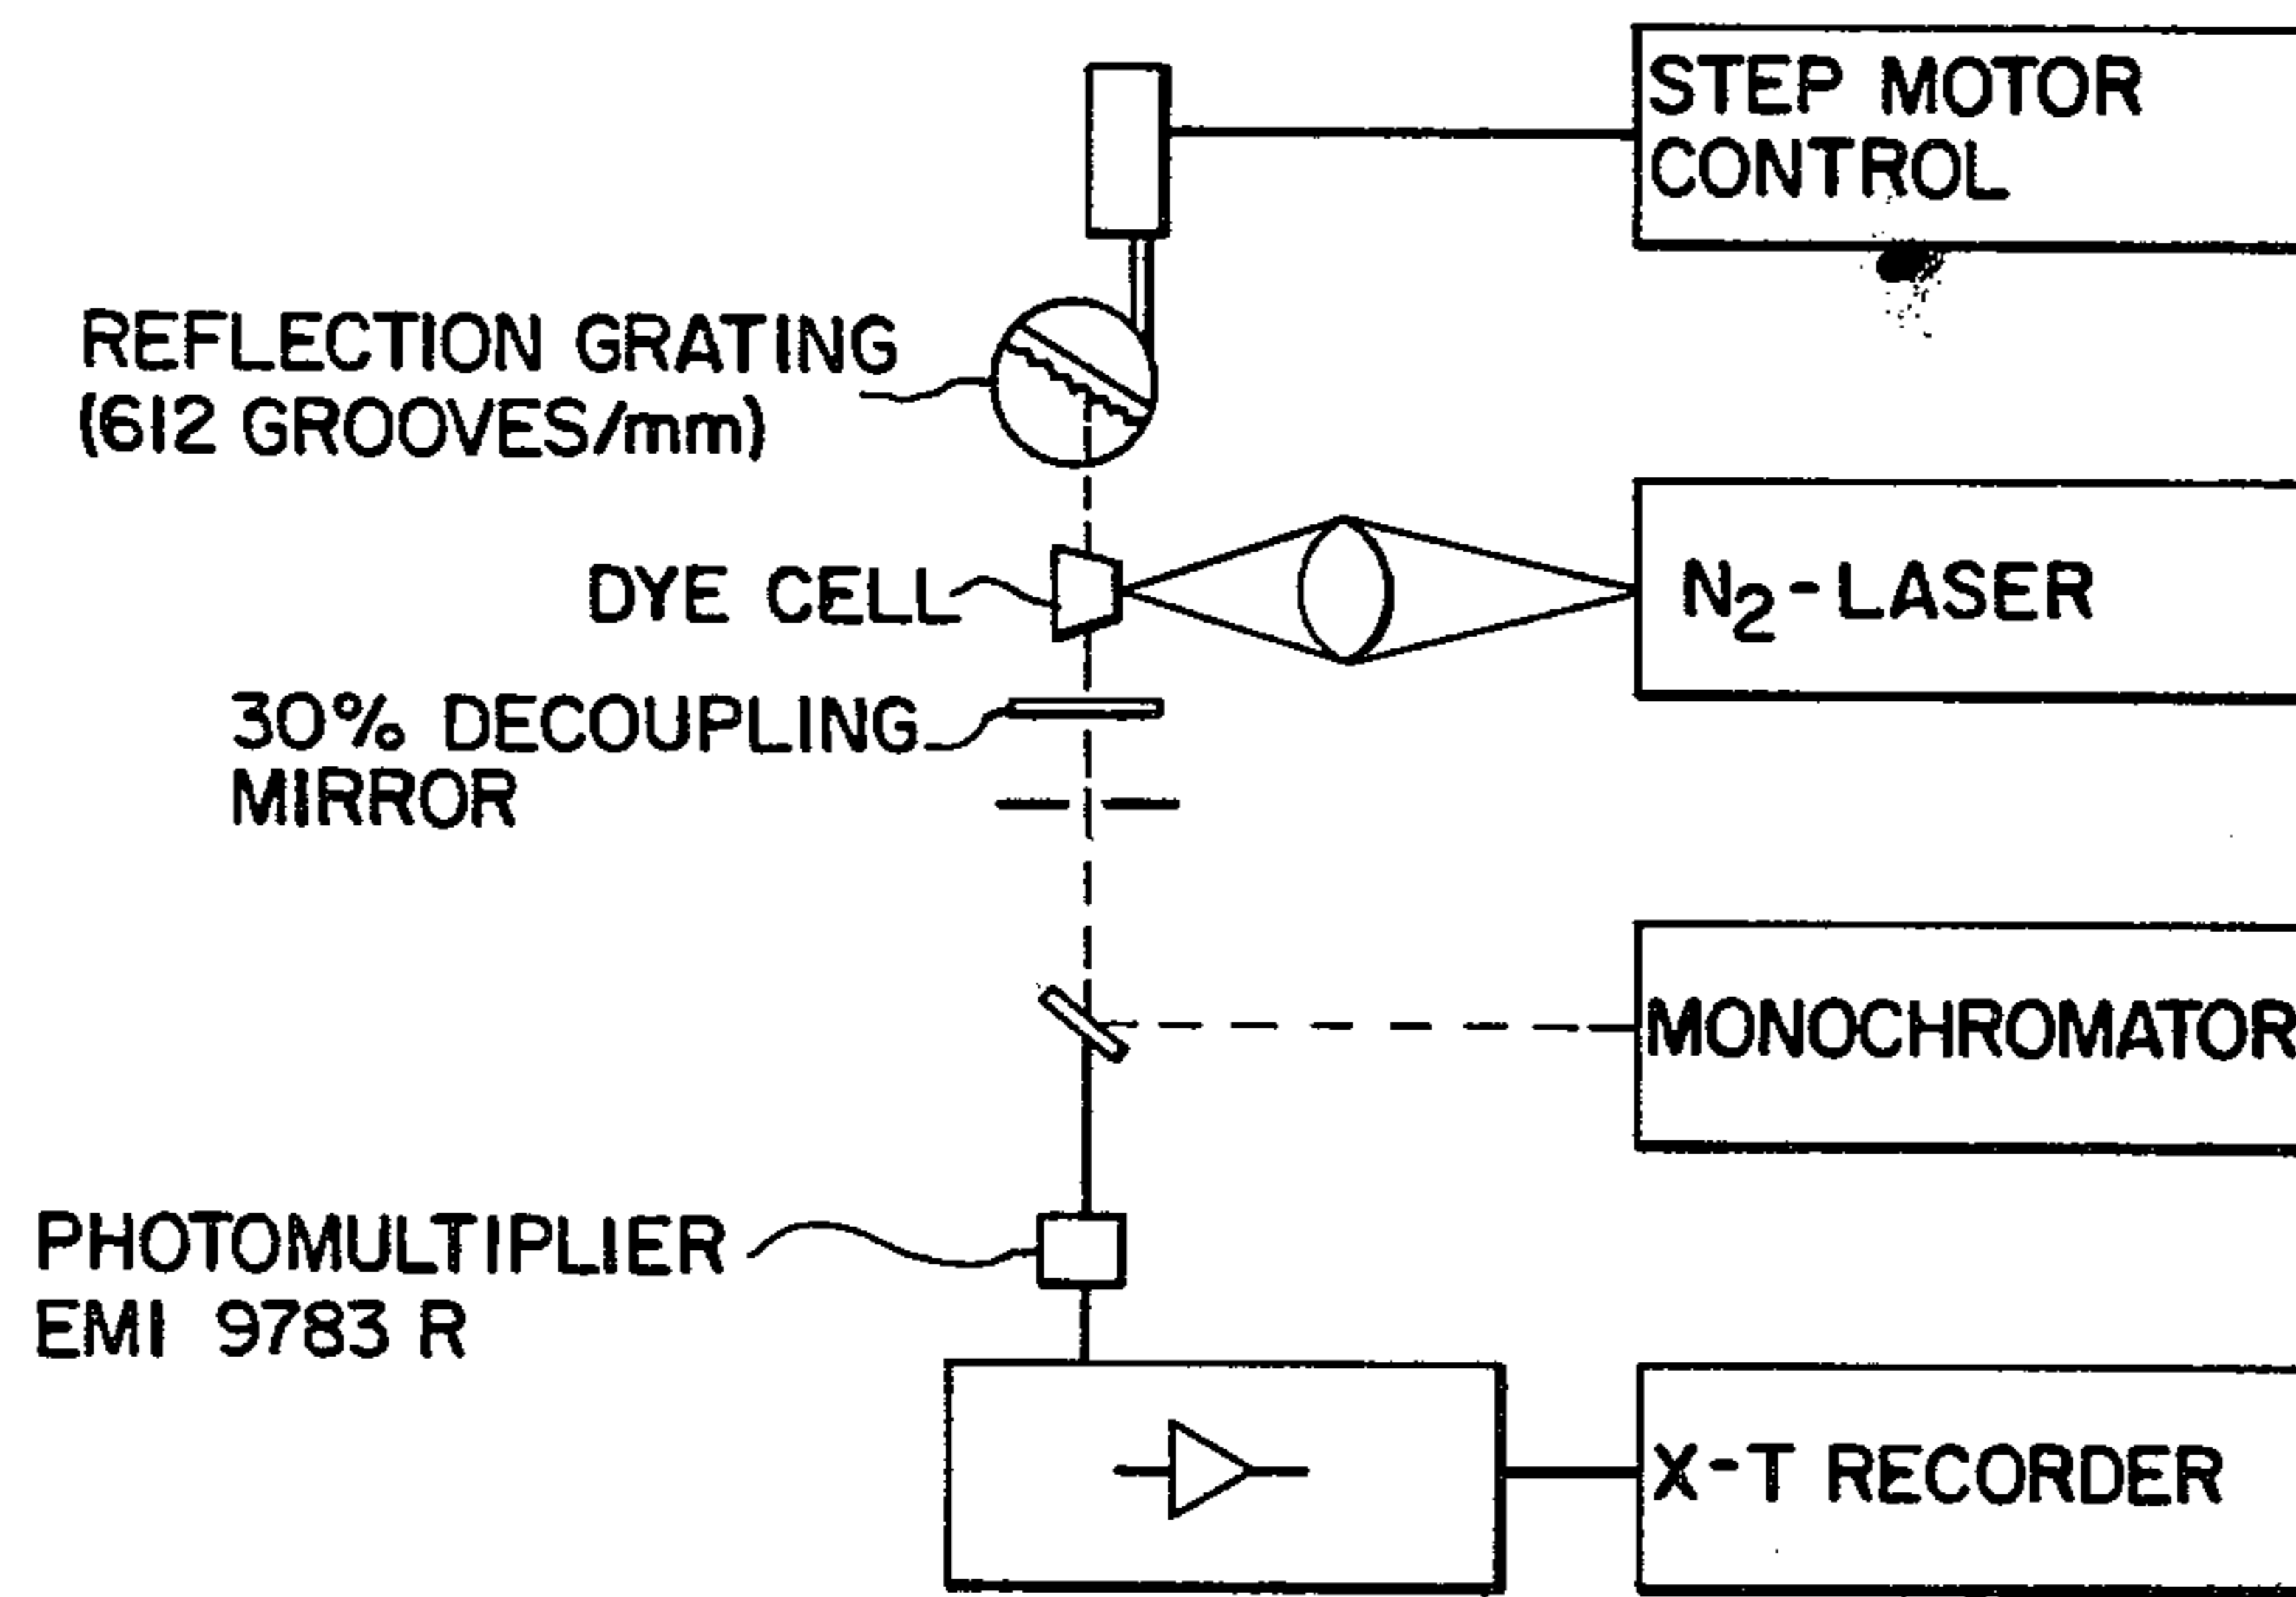 STEP MOTOR
CONTROL
REFLECTION GRATING
(612 GROOVES/mm)
DYE CELL
N2-LASER
30% DECOUPLING
MIRROR
MONOCHROMATOR
PHOTOMULTIPLIER
EMI 9783 R
X-T RECORDER